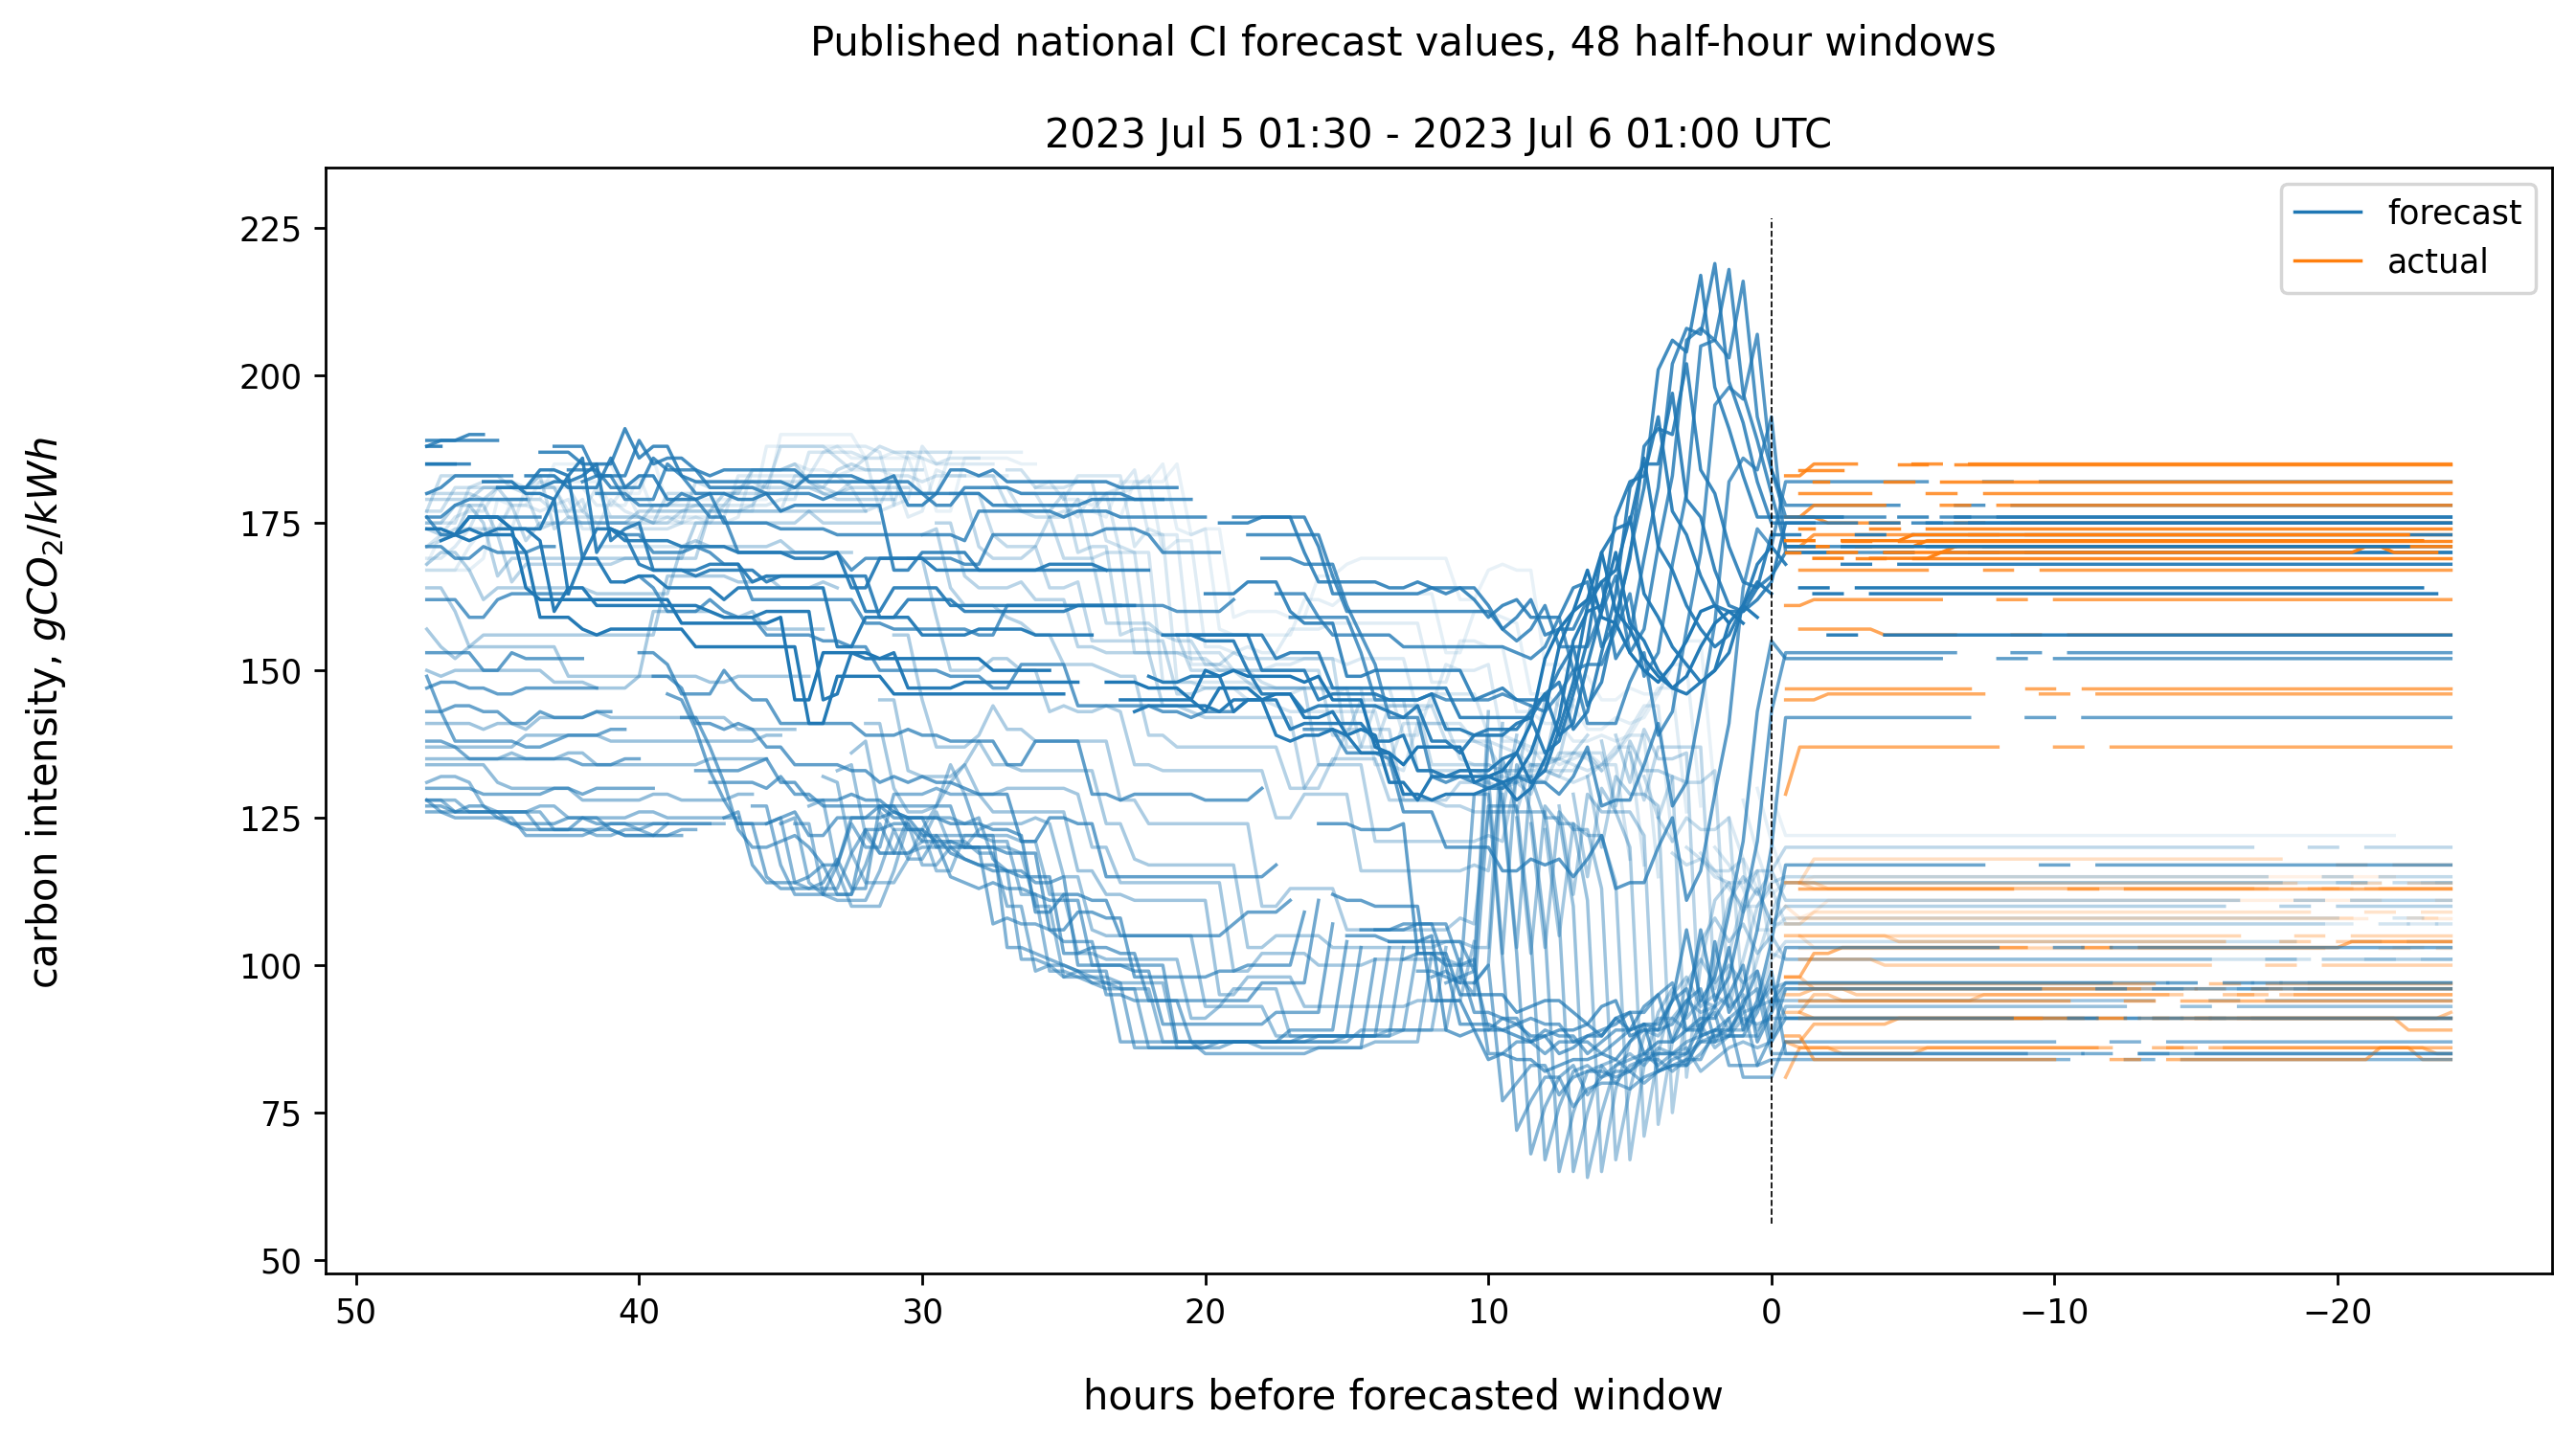 Published national CI forecast values, 48 half-hour windows
2023 Jul 5 01:30 - 2023 Jul 6 01:00 UTC
forecast
actual
225
200
175
150
125
100
75
50
carbon intensity, gCO₂/kWh
50 40 30 20 10 0 −10 −20
hours before forecasted window